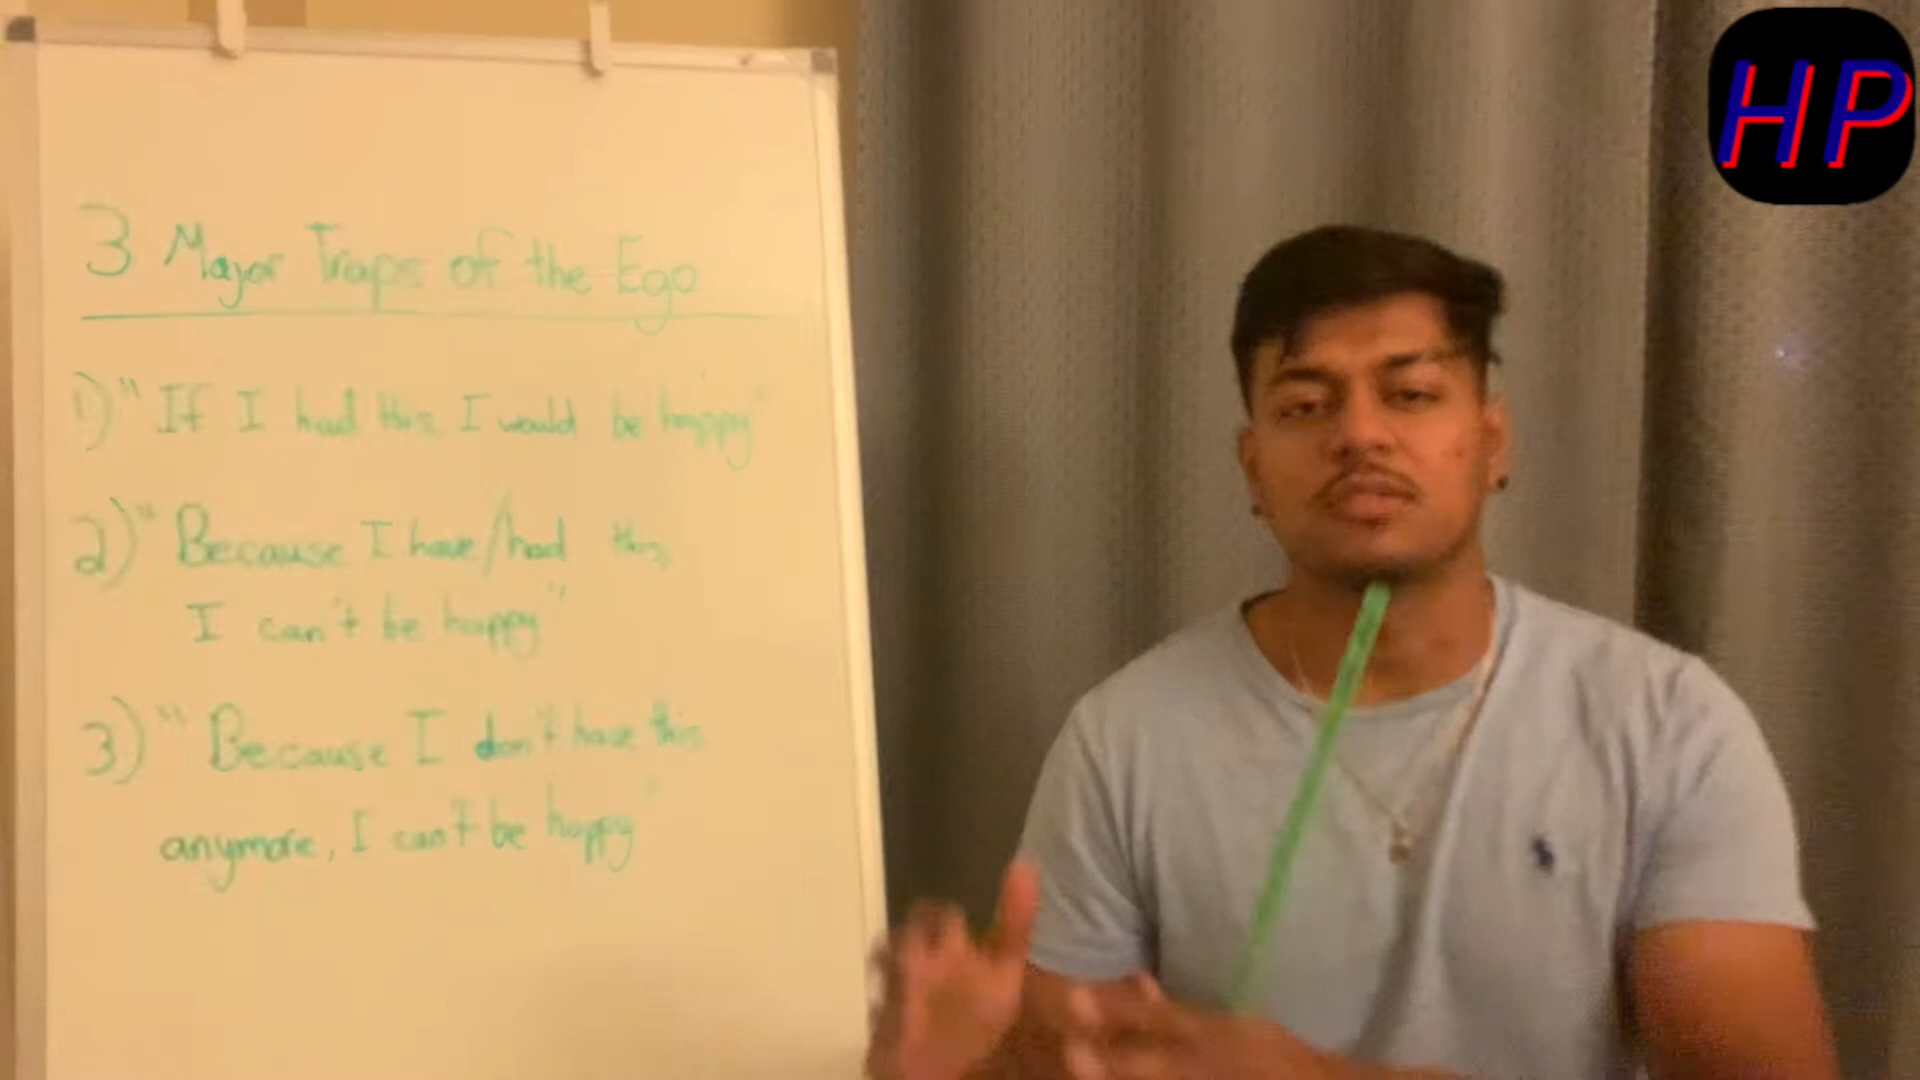 HP
3 Major Traps of the Ego
1) "If I had this I would be happy"
2) "Because I have/had this,
I can't be happy"
3) "Because I don't have this
anymore, I can't be happy"